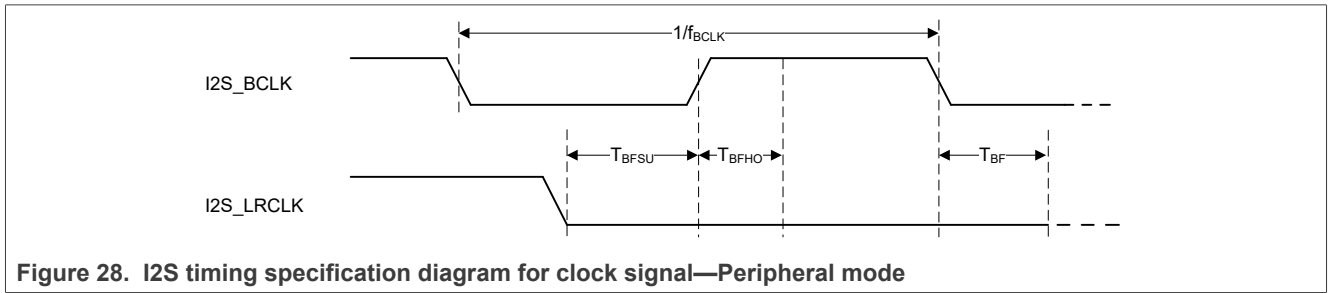 1/fBCLK
I2S_BCLK
TBFSU TBFHO TBF
I2S_LRCLK
Figure 28. I2S timing specification diagram for clock signal—Peripheral mode